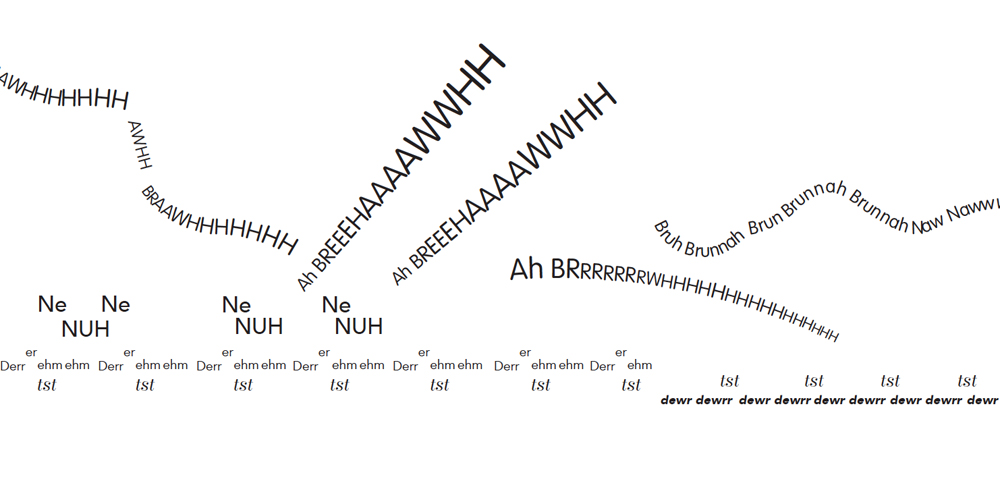 AWHHHHHHHH
AWHH
BRAAWHHHHHHHH
Ah BREEEHAAAAWWHH
Ah BREEEHAAAAWWHH
Bruh Brunnah Brun Brunnah Brunnah Naw Nawww
Ah BRRRRRRRRWHHHHHHHHHHHHHHHHHH
Ne Ne Ne Ne
NUH NUH NUH
er er er er er er er
Derr ehm ehm Derr ehm ehm Derr ehm ehm Derr ehm ehm Derr ehm ehm Derr ehm ehm Derr ehm
tst tst tst tst tst tst tst
tst tst tst tst
dewr dewrr dewr dewrr dewr dewrr dewr dewrr dewr